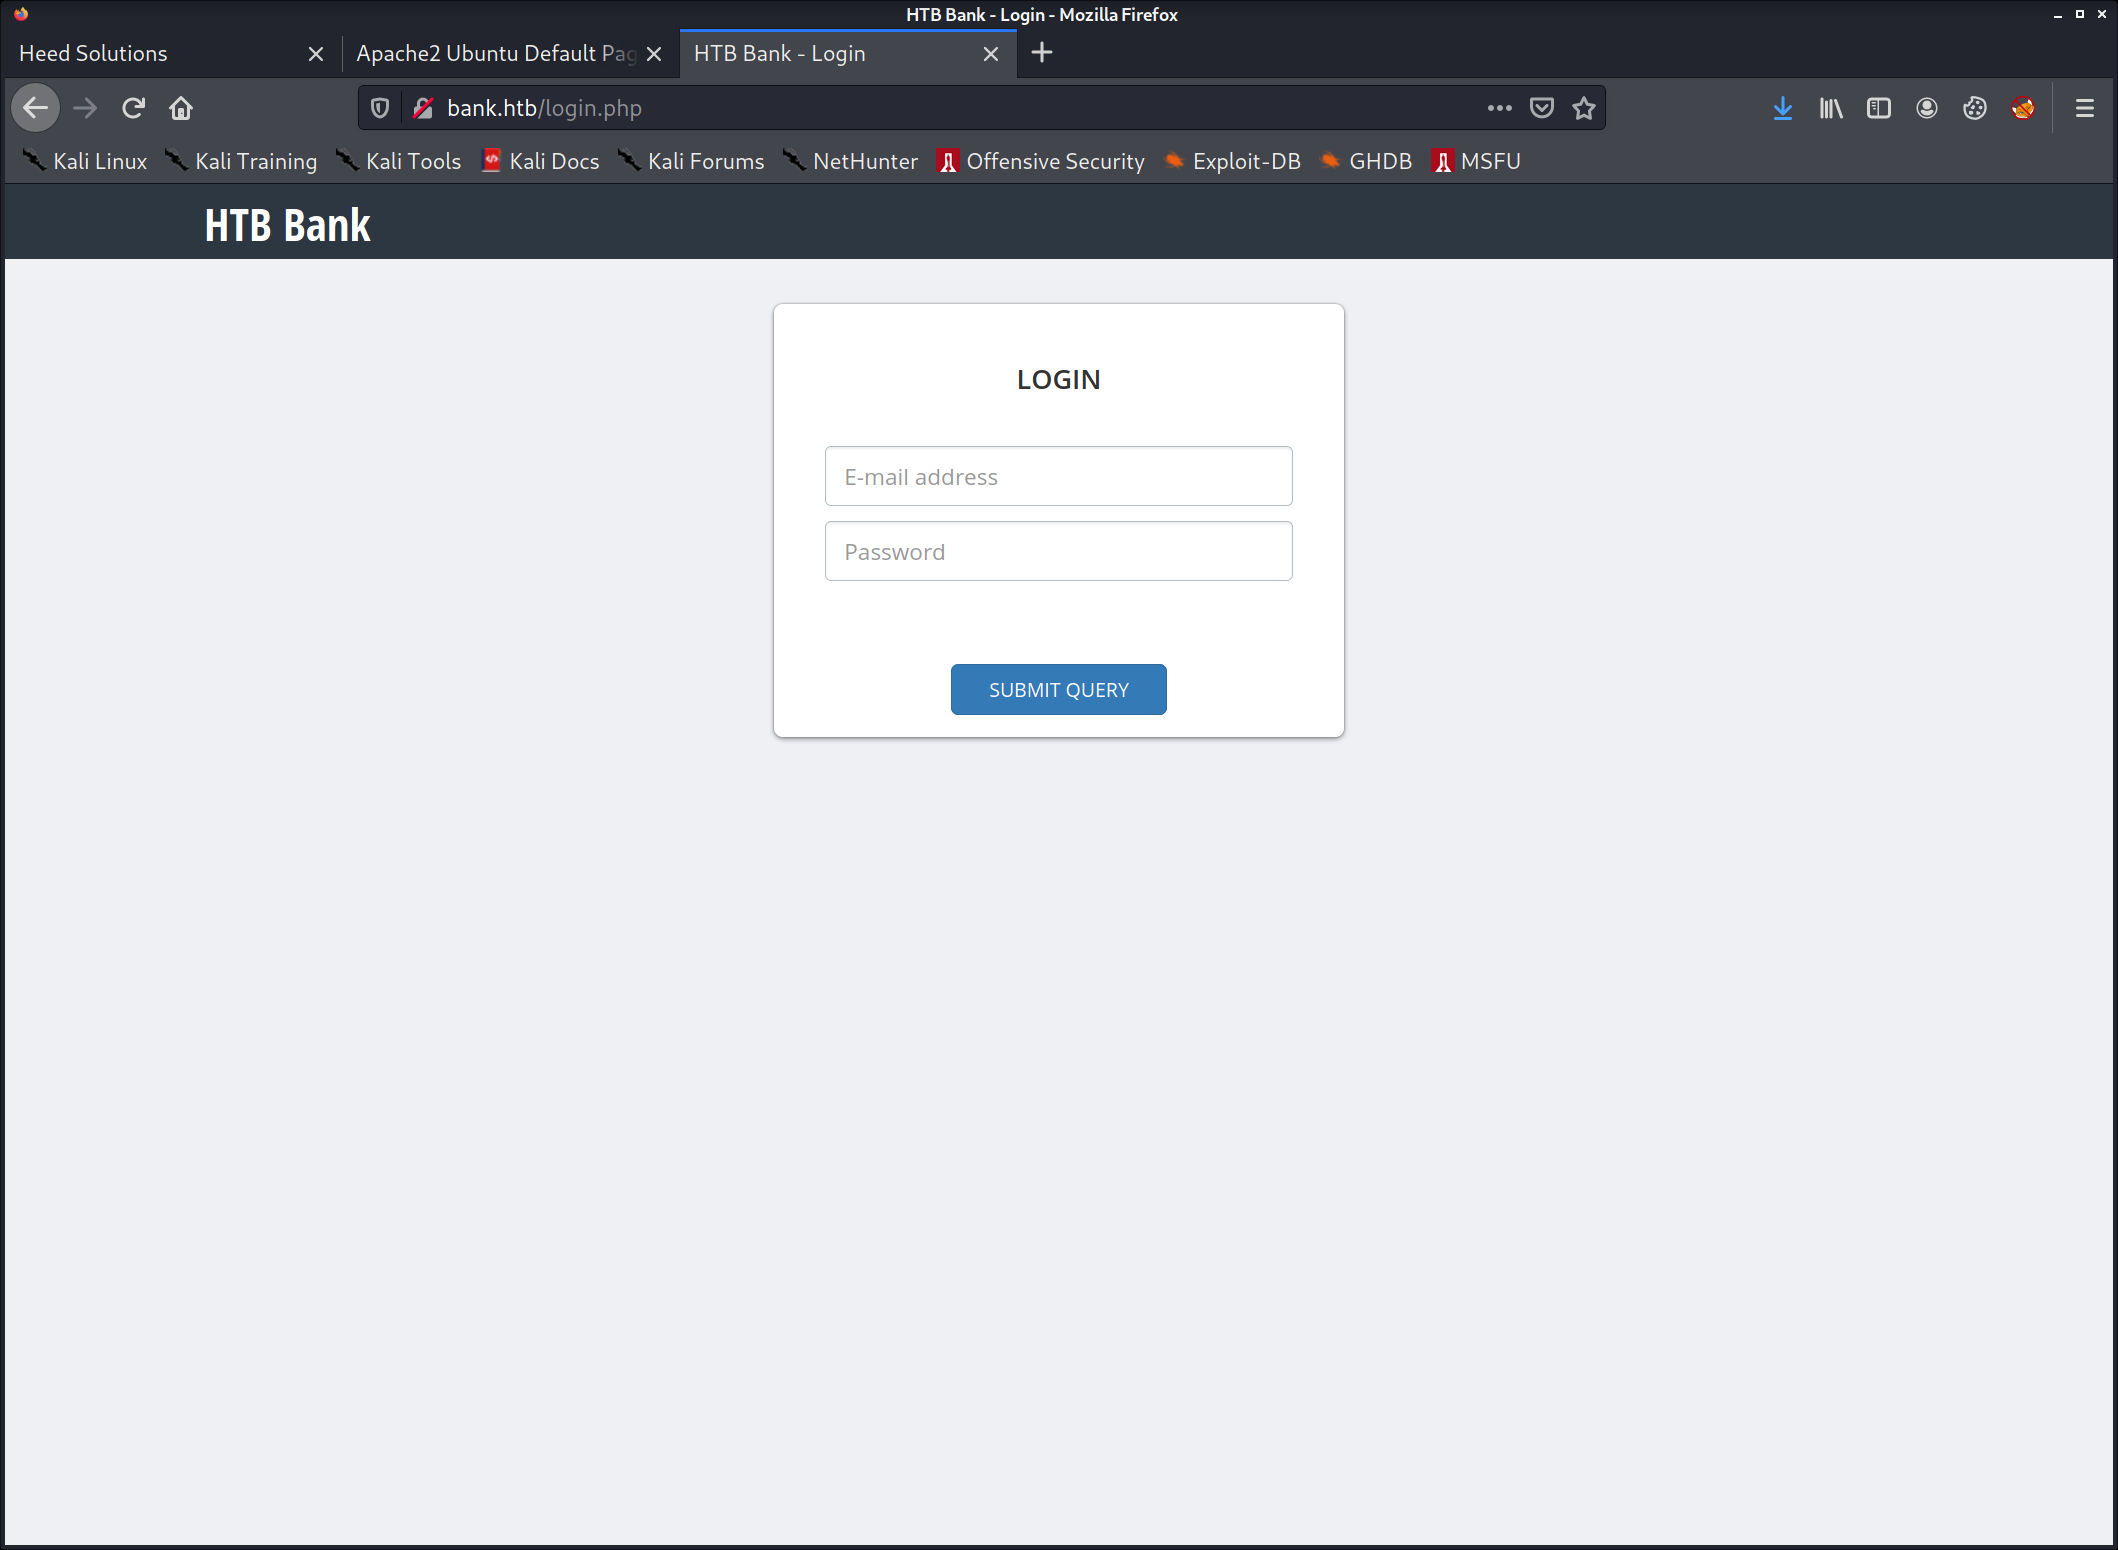 HTB Bank - Login - Mozilla Firefox
Heed Solutions Apache2 Ubuntu Default Pag HTB Bank - Login
bank.htb/login.php
Kali Linux Kali Training Kali Tools Kali Docs Kali Forums NetHunter Offensive Security Exploit-DB GHDB MSFU
HTB Bank
LOGIN
E-mail address
Password
SUBMIT QUERY